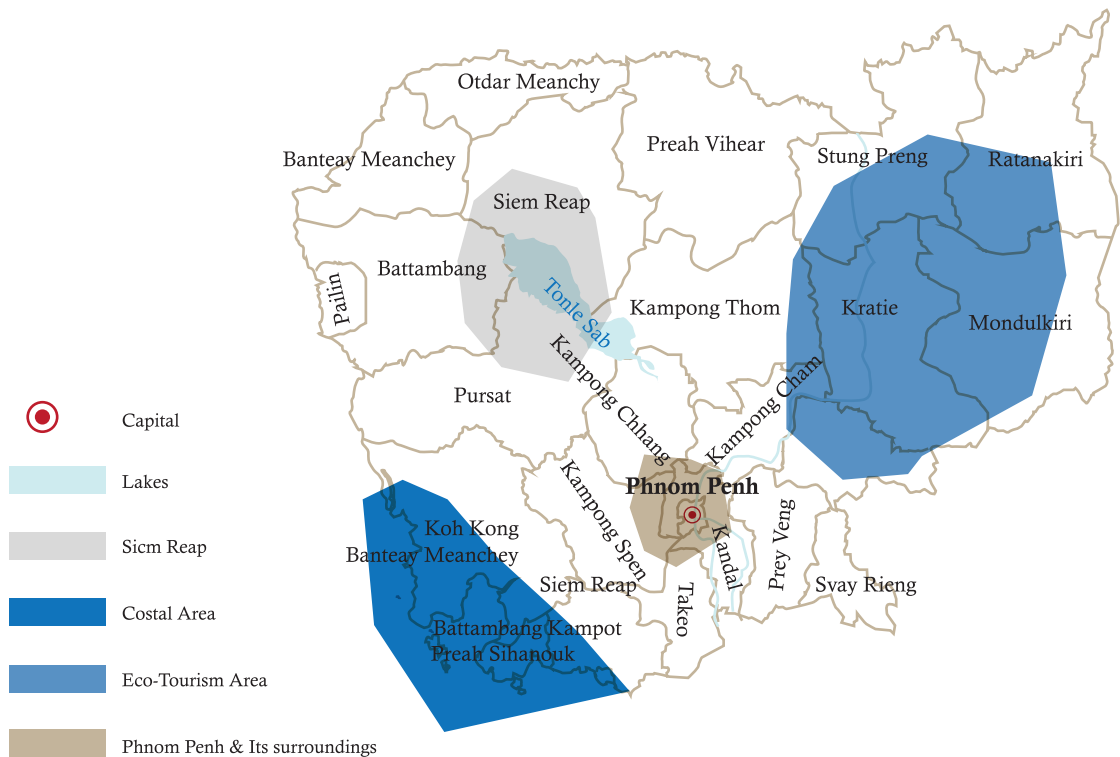 Otdar Meanchy
Preah Vihear
Banteay Meanchey
Stung Preng
Ratanakiri
Siem Reap
Battambang
Pailin
Tonle Sab
Kampong Thom
Kratie
Mondulkiri
Pursat
Kampong Chhang
Kampong Cham
Phnom Penh
Kampong Spen
Kandal
Prey Veng
Koh Kong
Banteay Meanchey
Siem Reap
Takeo
Svay Rieng
Battambang Kampot
Preah Sihanouk
Capital
Lakes
Sicm Reap
Costal Area
Eco-Tourism Area
Phnom Penh & Its surroundings